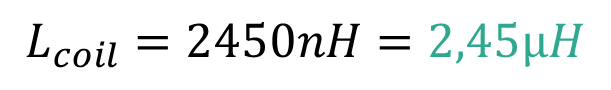 L_coil = 2450nH = 2,45μH